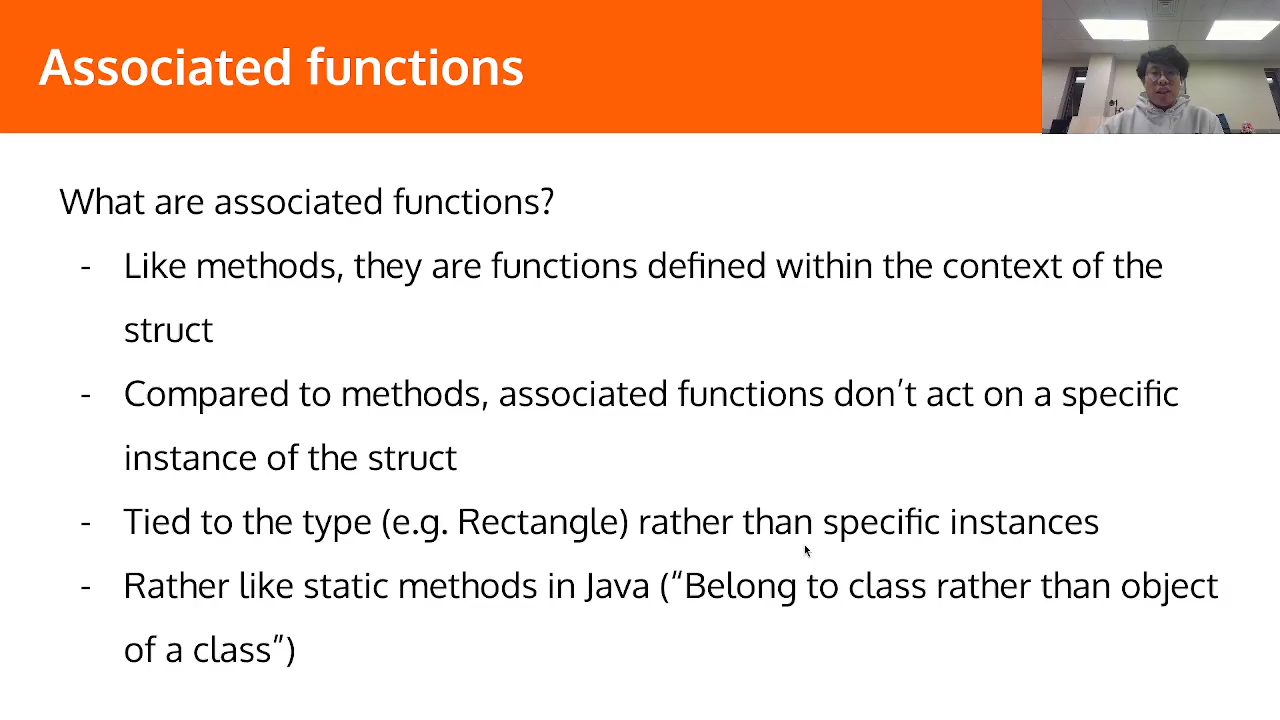 Associated functions
What are associated functions?
- Like methods, they are functions defined within the context of the
struct
- Compared to methods, associated functions don’t act on a specific
instance of the struct
- Tied to the type (e.g. Rectangle) rather than specific instances
- Rather like static methods in Java (“Belong to class rather than object
of a class”)